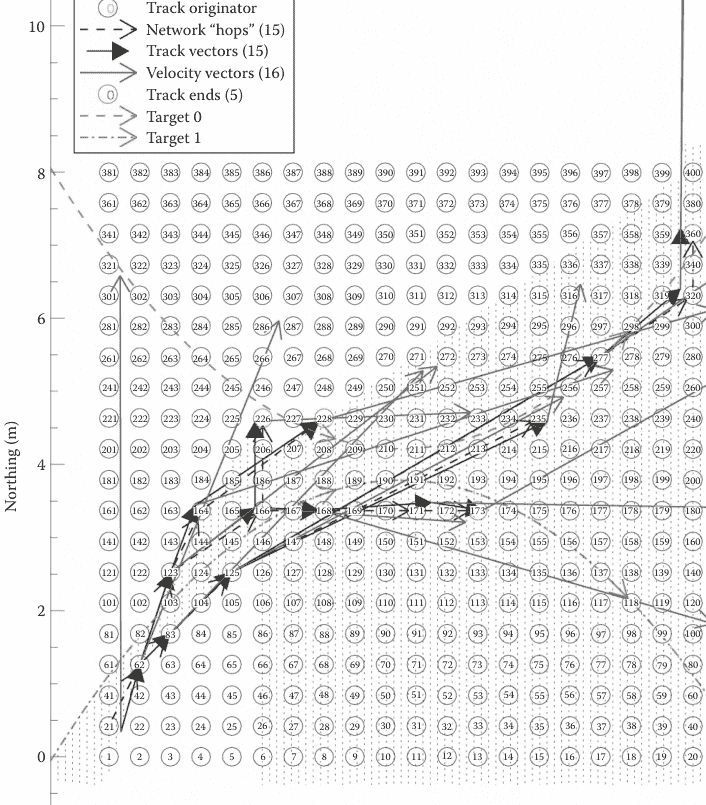 10
0 Track originator
Network “hops” (15)
Track vectors (15)
Velocity vectors (16)
0 Track ends (5)
Target 0
Target 1
8 381 382 383 384 385 386 387 388 389 390 391 392 393 394 395 396 397 398 399 400
361 362 363 364 365 366 367 368 369 370 371 372 373 374 375 376 377 378 379 380
341 342 343 344 345 346 347 348 349 350 351 352 353 354 355 356 357 358 359 360
321 322 323 324 325 326 327 328 329 330 331 332 333 334 335 336 337 338 339 340
301 302 303 304 305 306 307 308 309 310 311 312 313 314 315 316 317 318 319 320
6 281 282 283 284 285 286 287 288 289 290 291 292 293 294 295 296 297 298 299 300
261 262 263 264 265 266 267 268 269 270 271 272 273 274 275 276 277 278 279 280
241 242 243 244 245 246 247 248 249 250 251 252 253 254 255 256 257 258 259 260
221 222 223 224 225 226 227 228 229 230 231 232 233 234 235 236 237 238 239 240
4 201 202 203 204 205 206 207 208 209 210 211 212 213 214 215 216 217 218 219 220
181 182 183 184 185 186 187 188 189 190 191 192 193 194 195 196 197 198 199 200
161 162 163 164 165 166 167 168 169 170 171 172 173 174 175 176 177 178 179 180
141 142 143 144 145 146 147 148 149 150 151 152 153 154 155 156 157 158 159 160
121 122 123 124 125 126 127 128 129 130 131 132 133 134 135 136 137 138 139 140
2 101 102 103 104 105 106 107 108 109 110 111 112 113 114 115 116 117 118 119 120
81 82 83 84 85 86 87 88 89 90 91 92 93 94 95 96 97 98 99 100
61 62 63 64 65 66 67 68 69 70 71 72 73 74 75 76 77 78 79 80
41 42 43 44 45 46 47 48 49 50 51 52 53 54 55 56 57 58 59 60
21 22 23 24 25 26 27 28 29 30 31 32 33 34 35 36 37 38 39 40
0 1 2 3 4 5 6 7 8 9 10 11 12 13 14 15 16 17 18 19 20
Northing (m)